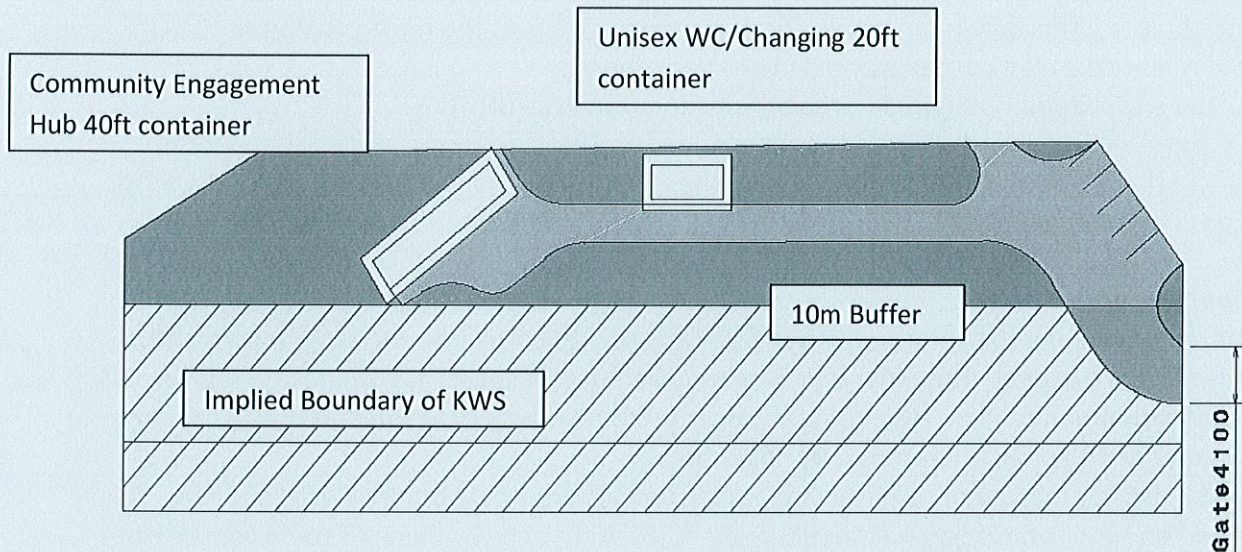 Unisex WC/Changing 20ft
container
Community Engagement
Hub 40ft container
10m Buffer
Implied Boundary of KWS
Gate4100